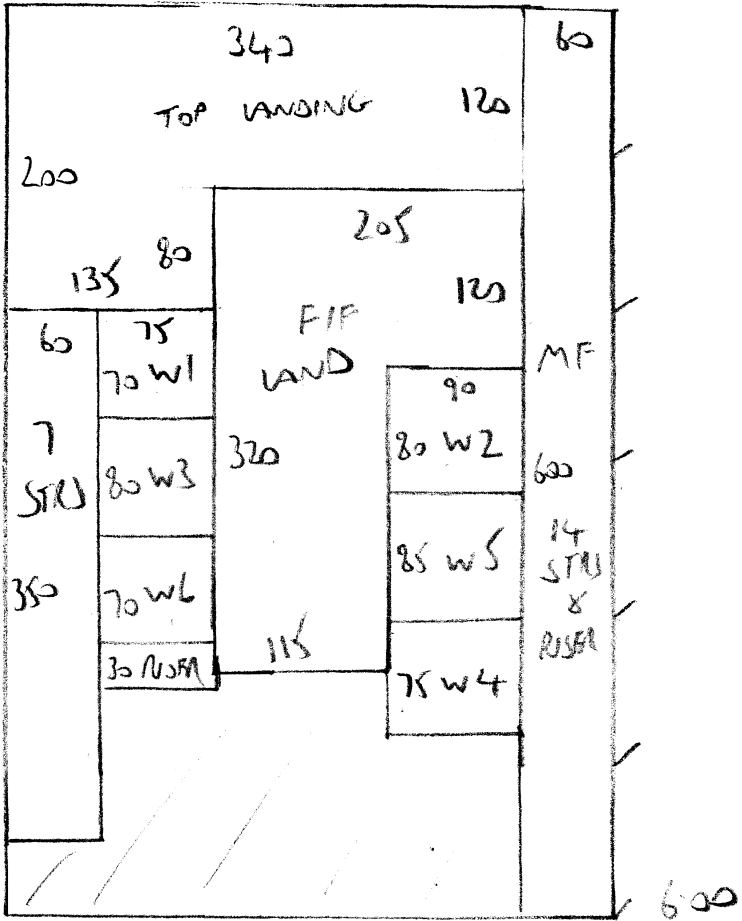 340
60
TOP LANDING
120
200
205
80
135
120
60
75
F/F
LAND
MF
70 W1
90
7
STRS
80 W3
320
80 W2
600
350
70 W6
85 W5
14
STRS
&
RISER
115
30 RISER
75 W4
6.00